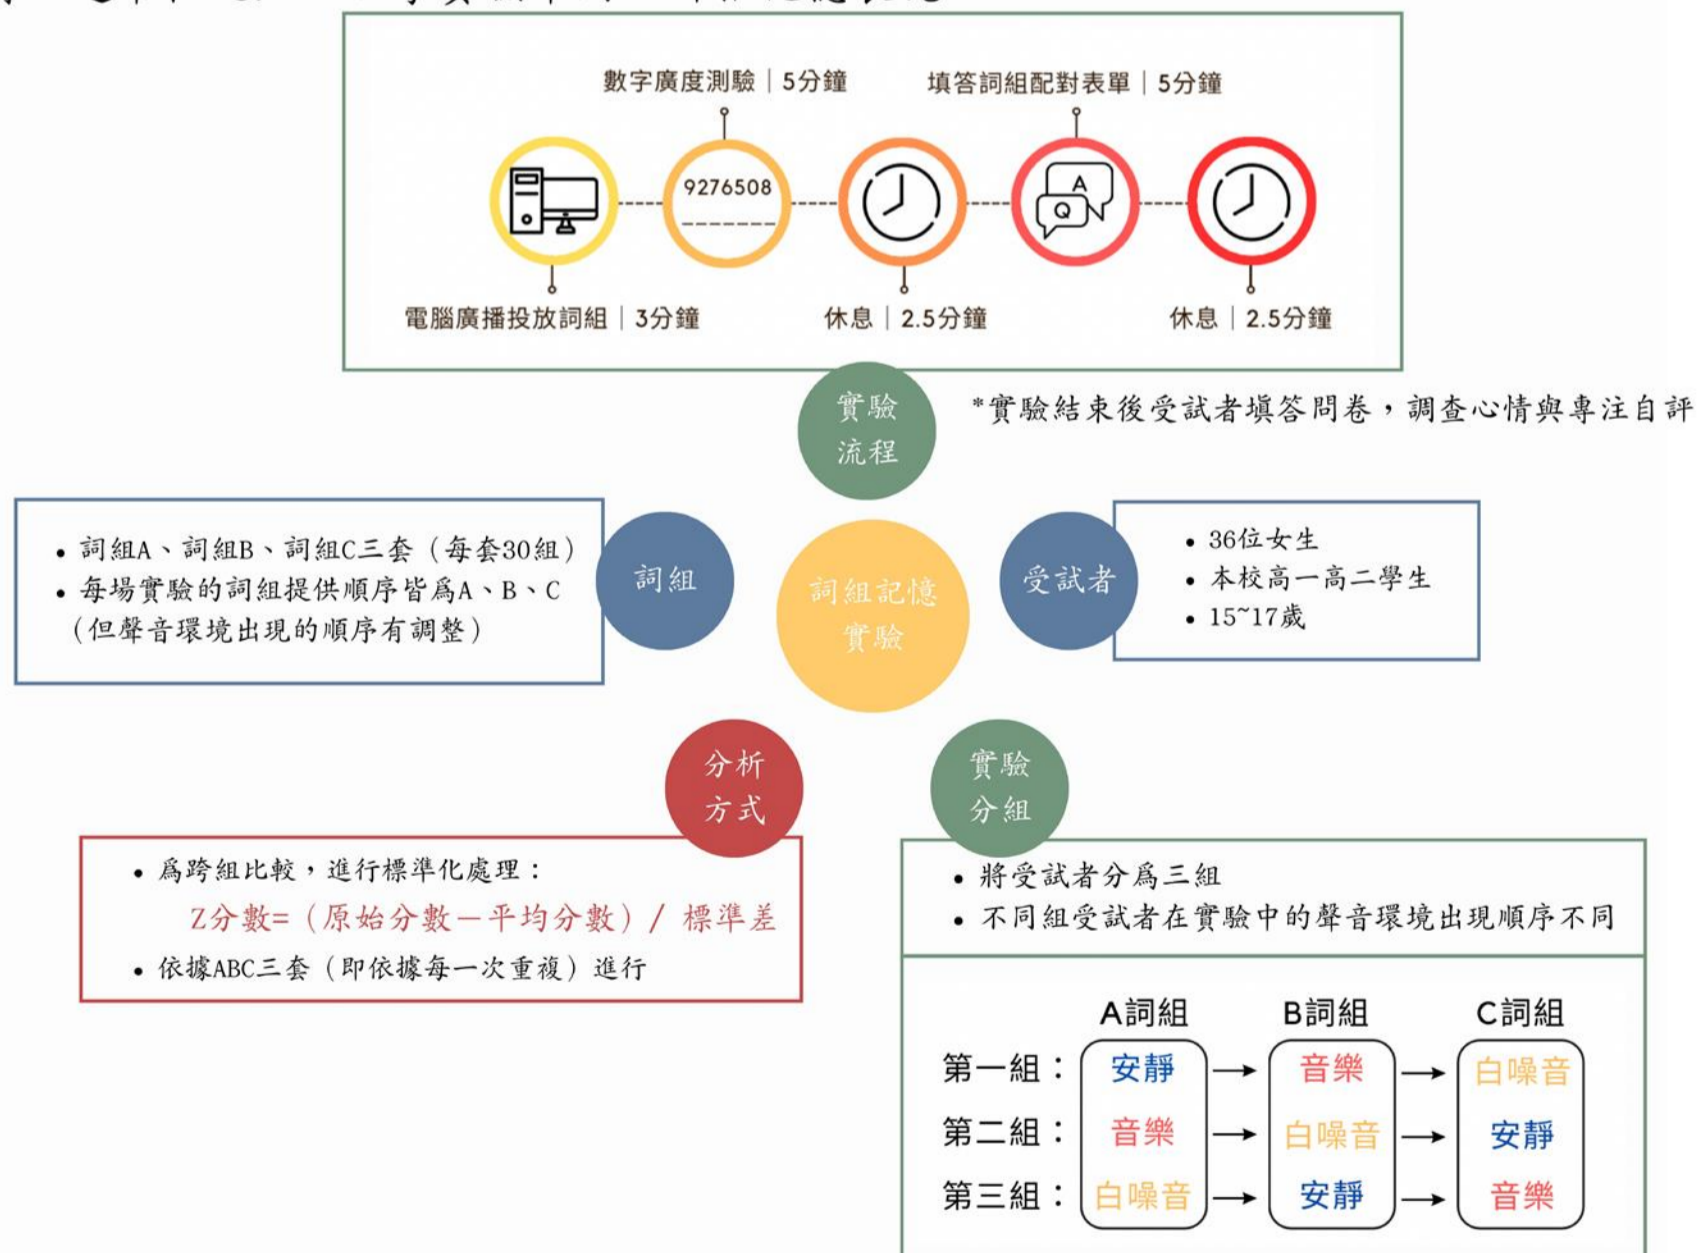 數字廣度測驗｜5分鐘
填答詞組配對表單｜5分鐘
9276508
A
Q
電腦廣播投放詞組｜3分鐘
休息｜2.5分鐘
休息｜2.5分鐘
實驗
流程
*實驗結束後受試者填答問卷，調查心情與專注自評
• 詞組A、詞組B、詞組C三套（每套30組）
• 每場實驗的詞組提供順序皆為A、B、C
（但聲音環境出現的順序有調整）
詞組
詞組記憶
實驗
受試者
• 36位女生
• 本校高一高二學生
• 15~17歲
分析
方式
• 為跨組比較，進行標準化處理：
Z分數=（原始分數－平均分數）/ 標準差
• 依據ABC三套（即依據每一次重複）進行
實驗
分組
• 將受試者分為三組
• 不同組受試者在實驗中的聲音環境出現順序不同
A詞組 B詞組 C詞組
第一組： 安靜 → 音樂 → 白噪音
第二組： 音樂 → 白噪音 → 安靜
第三組： 白噪音 → 安靜 → 音樂